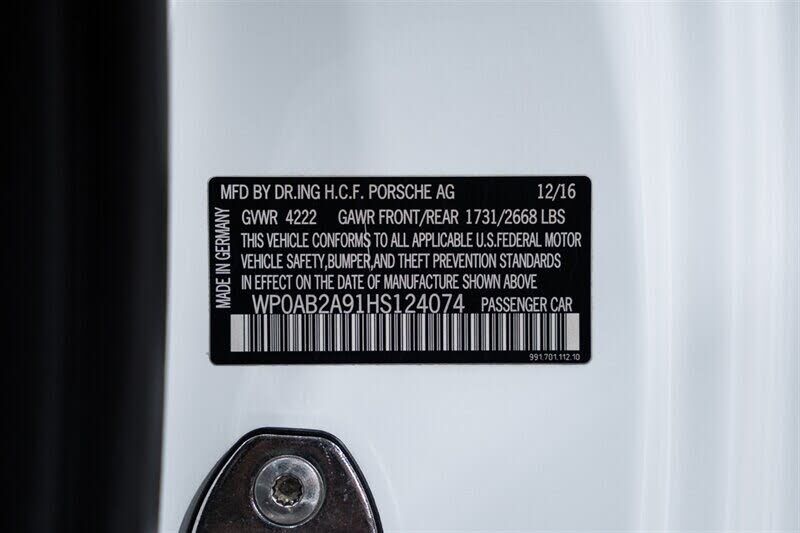 MFD BY DR.ING H.C.F. PORSCHE AG 12/16
GVWR 4222 GAWR FRONT/REAR 1731/2668 LBS
THIS VEHICLE CONFORMS TO ALL APPLICABLE U.S.FEDERAL MOTOR
VEHICLE SAFETY,BUMPER,AND THEFT PREVENTION STANDARDS
IN EFFECT ON THE DATE OF MANUFACTURE SHOWN ABOVE
WP0AB2A91HS124074 PASSENGER CAR
991.701.112.10
MADE IN GERMANY